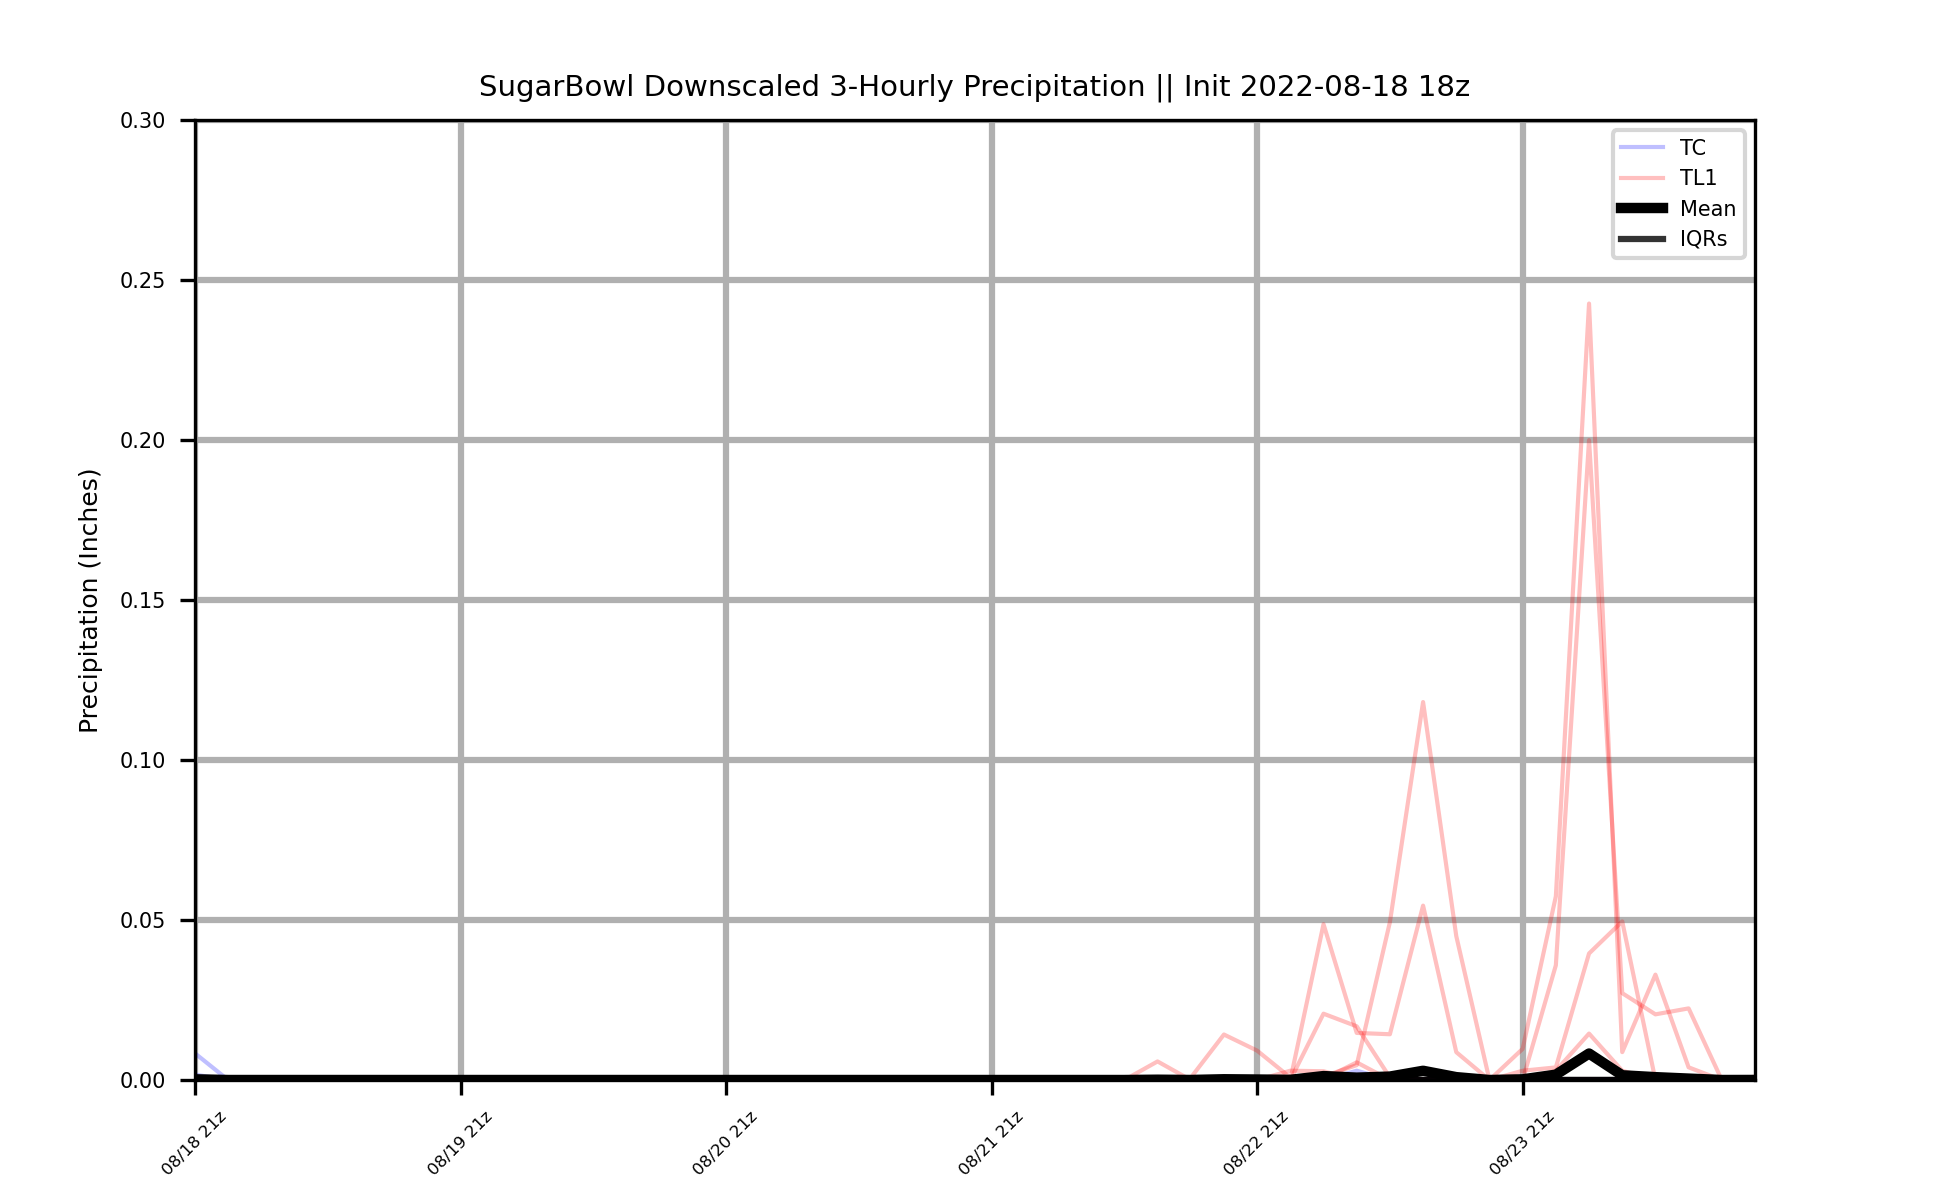 SugarBowl Downscaled 3-Hourly Precipitation || Init 2022-08-18 18z
0.30
0.25
0.20
0.15
0.10
0.05
0.00
Precipitation (Inches)
TC
TL1
Mean
IQRs
08/18 21z
08/19 21z
08/20 21z
08/21 21z
08/22 21z
08/23 21z